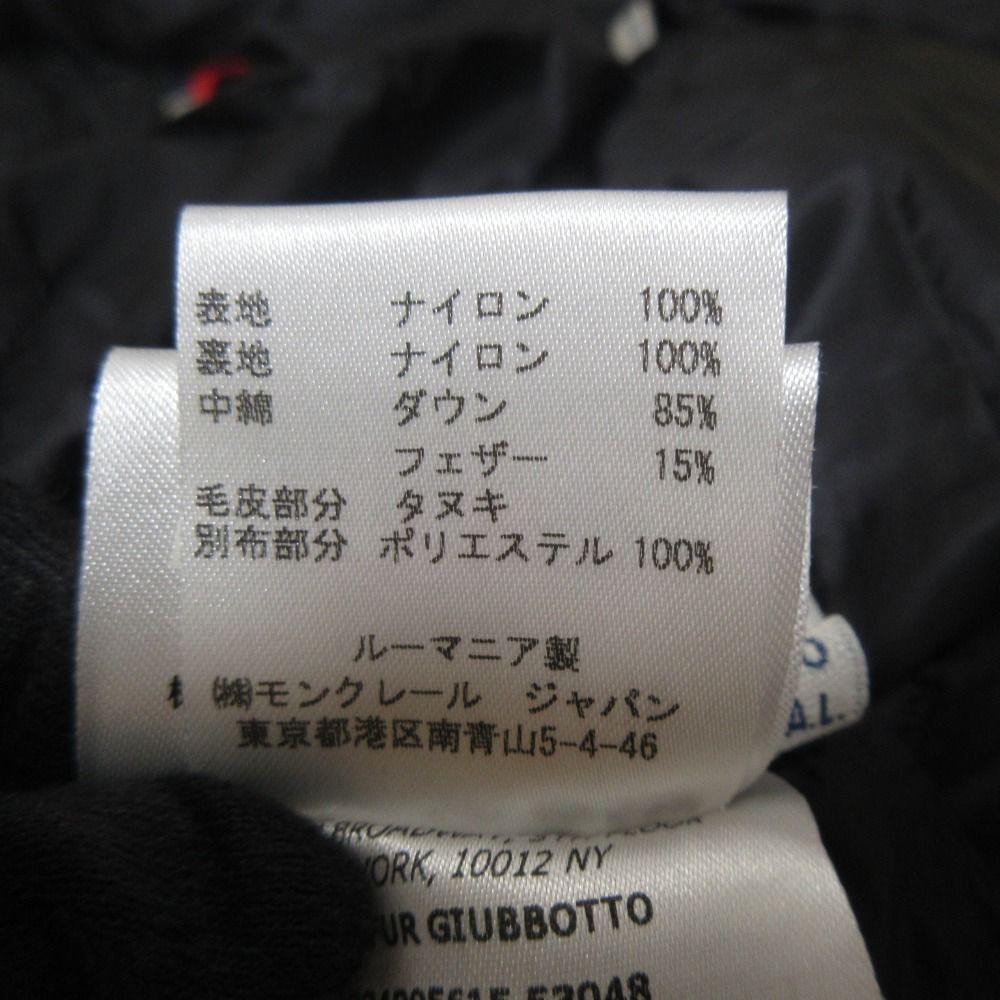 表地 ナイロン 100%
裏地 ナイロン 100%
中綿 ダウン 85%
フェザー 15%
毛皮部分 タヌキ
別布部分 ポリエステル 100%
ルーマニア製
㈱モンクレール ジャパン
東京都港区南青山5-4-46
10012 NY
GIUBBOTTO
53048